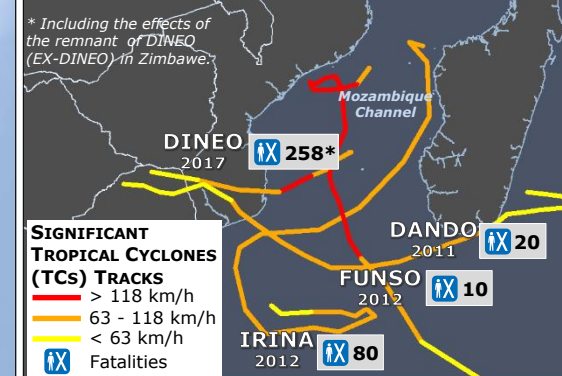 * Including the effects of
the remnant of DINEO
(EX-DINEO) in Zimbawe.
Mozambique
Channel
DINEO
2017
258*
DANDO
2011
20
FUNSO
2012
10
IRINA
2012
80
SIGNIFICANT
TROPICAL CYCLONES
(TCS) TRACKS
> 118 km/h
63 - 118 km/h
< 63 km/h
Fatalities